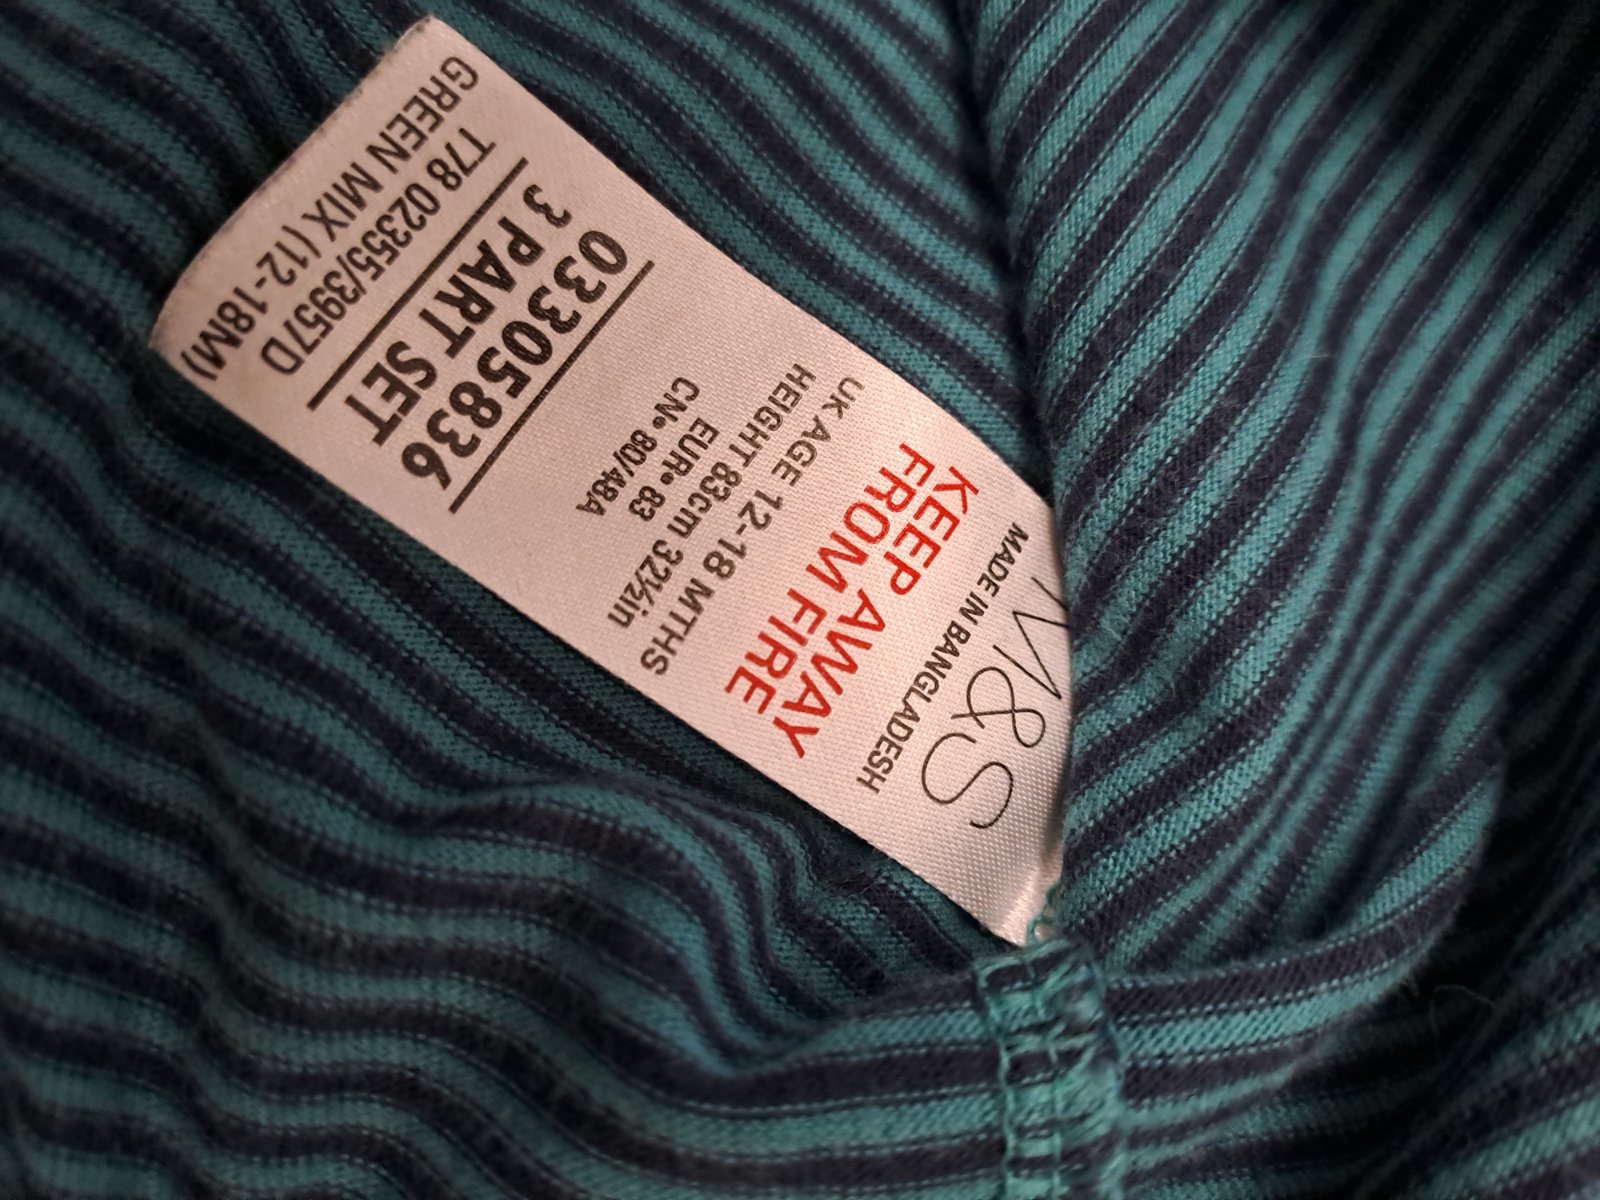 M&S
MADE IN BANGLADESH
KEEP AWAY
FROM FIRE
UK AGE 12-18 MTHS
HEIGHT 83cm 32½in
EUR• 83
CN• 80/48A
03305836
3 PART SET
T78 02355/3957D
GREEN MIX (12-18M)